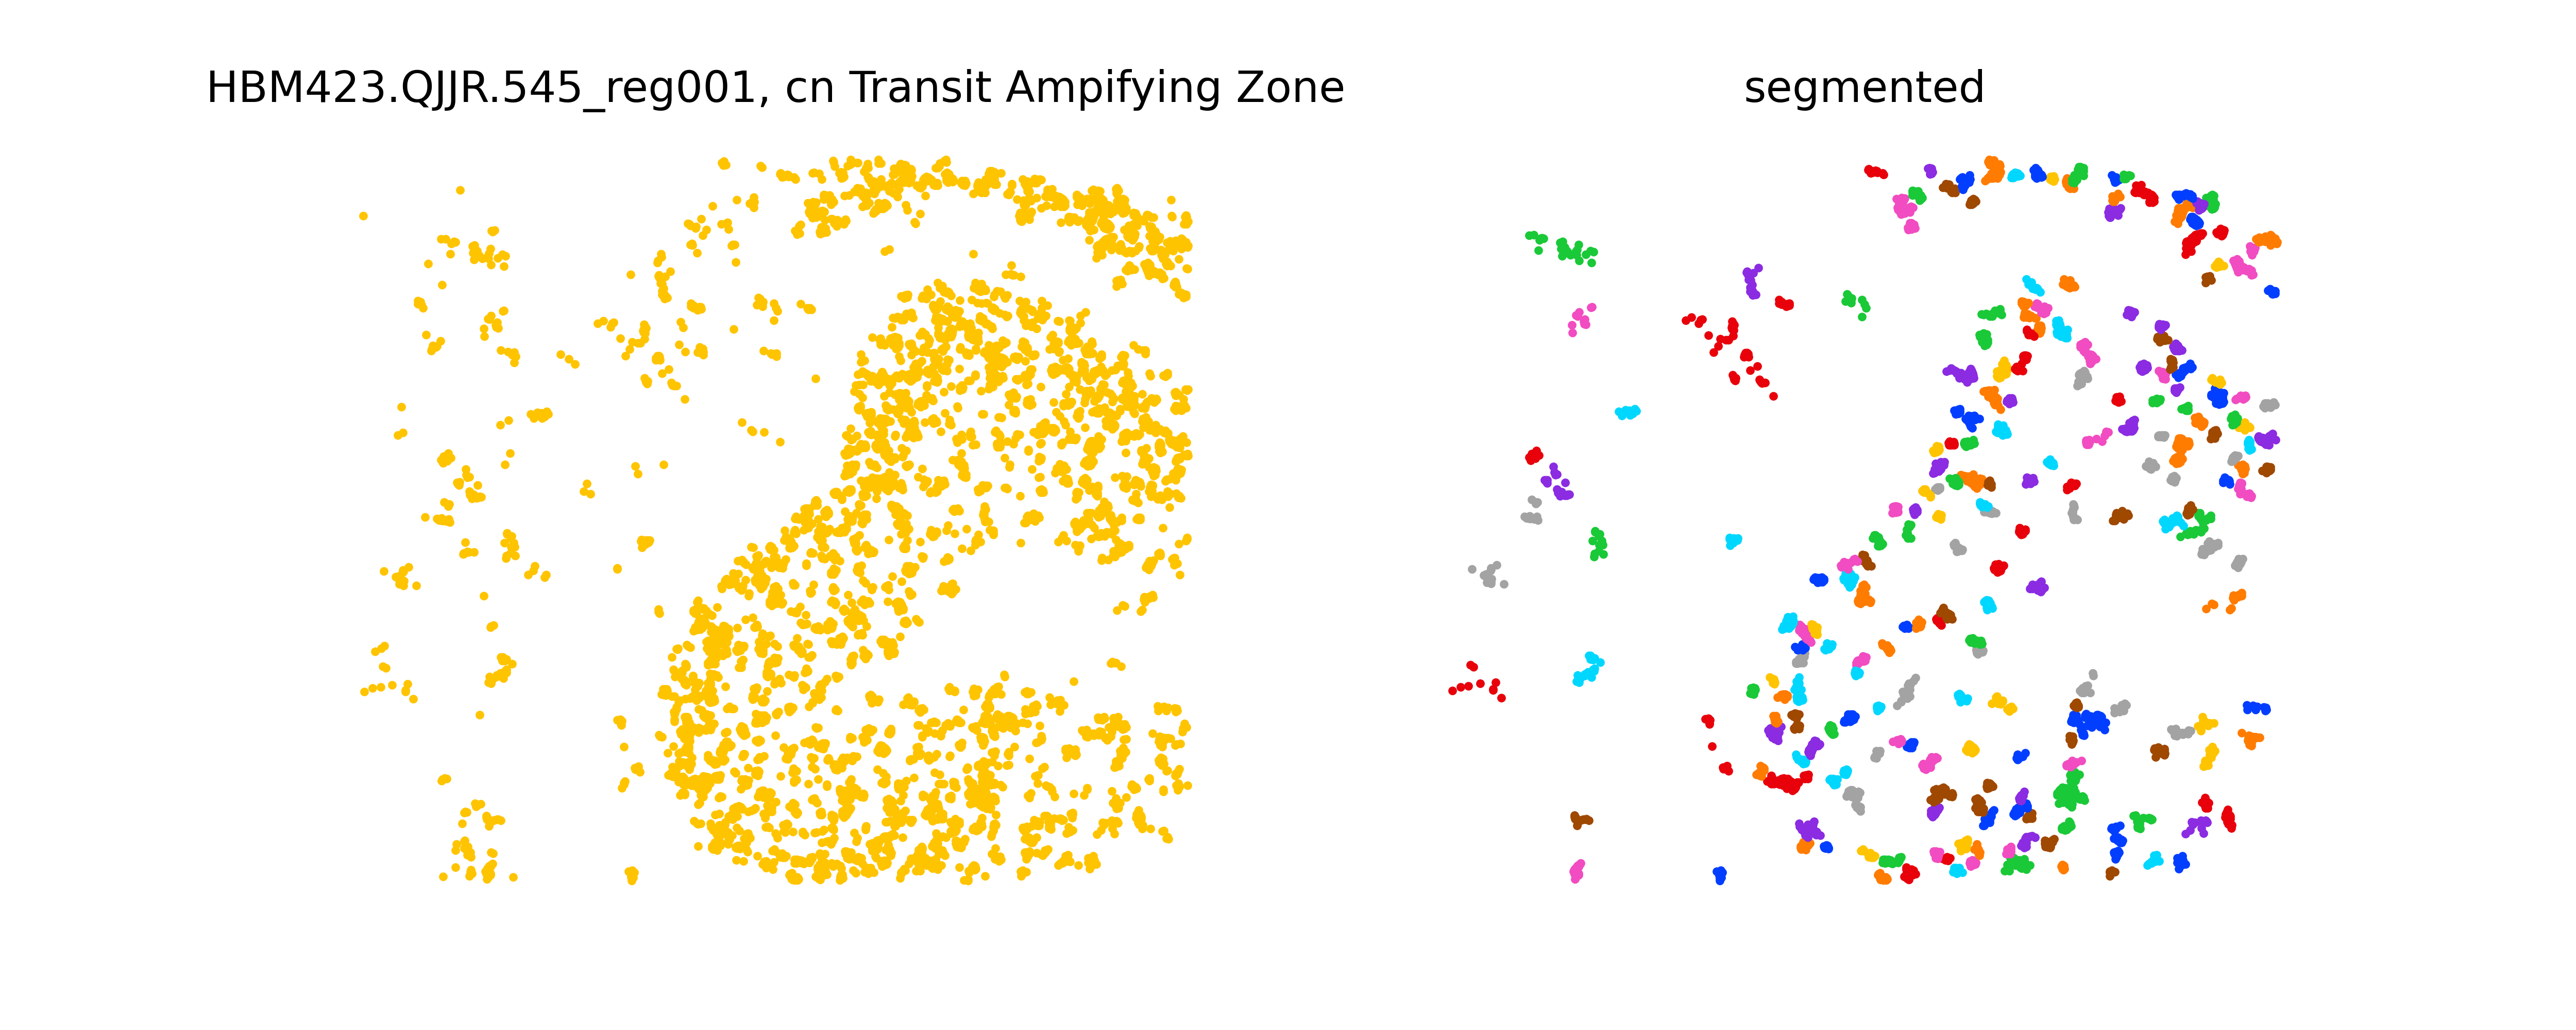 HBM423.QJJR.545_reg001, cn Transit Ampifying Zone
segmented